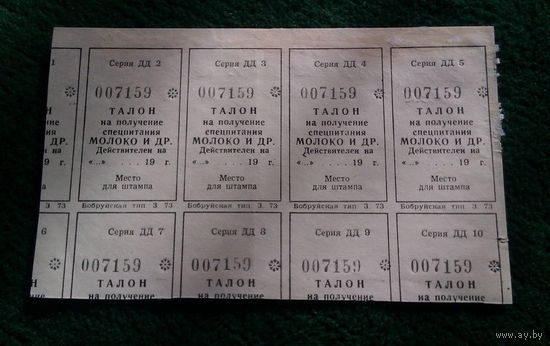 1
Я
ДР.
19 г.
а
Серия ДД 2
007159
ТАЛОН
на получение
спецпитания
МОЛОКО И ДР.
Действителен на
«...» .... 19 г.
Место
для штампа
Бобруйская тип З. 73
Серия ДД 3
007159
ТАЛОН
на получение
спецпитания
МОЛОКО И ДР.
Действителен на
«...» .... 19 г.
Место
для штампа
Бобруйская тип З. 73
Серия ДД 4
007159
ТАЛОН
на получение
спецпитания
МОЛОКО И ДР.
Действителен на
«...» .... 19 г.
Место
для штампа
Бобруйская тип З. 73
Серия ДД 5
007159
ТАЛОН
на получение
спецпитания
МОЛОКО И ДР.
Действителен на
«...» .... 19 г.
Место
для штампа
Бобруйская тип З. 73
73
6
Серия ДД 7
007159
ТАЛОН
на получение
Серия ДД 8
007159
ТАЛОН
на получение
Серия ДД 9
007159
ТАЛОН
на получение
Серия ДД 10
007159
ТАЛОН
на получение
www.ay.by